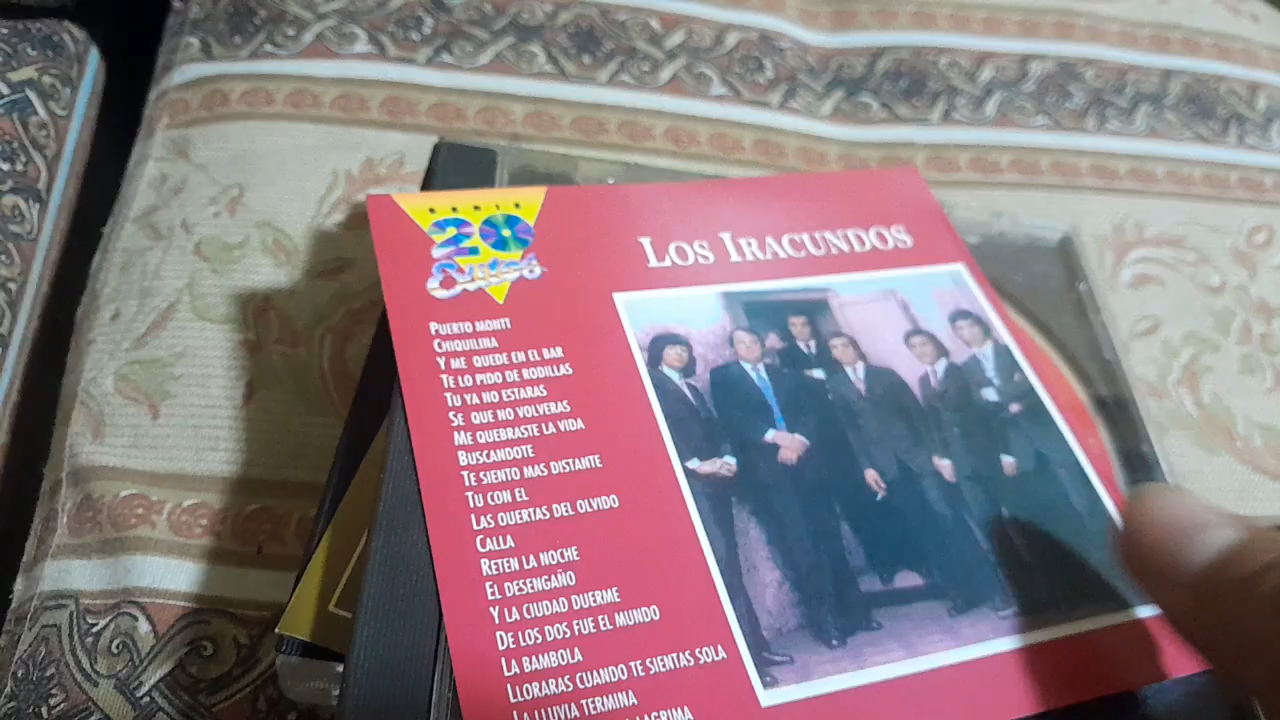 SERIE
20
Exitos
LOS IRACUNDOS
PUERTO MONTT
CHIQUILINA
Y ME QUEDE EN EL BAR
TE LO PIDO DE RODILLAS
TU YA NO ESTARAS
SE QUE NO VOLVERAS
ME QUEBRASTE LA VIDA
BUSCANDOTE
TE SIENTO MAS DISTANTE
TU CON EL
LAS OUERTAS DEL OLVIDO
CALLA
RETEN LA NOCHE
EL DESENGAÑO
Y LA CIUDAD DUERME
DE LOS DOS FUE EL MUNDO
LA BAMBOLA
LLORARAS CUANDO TE SIENTAS SOLA
LA LLUVIA TERMINA
LAGRIMA